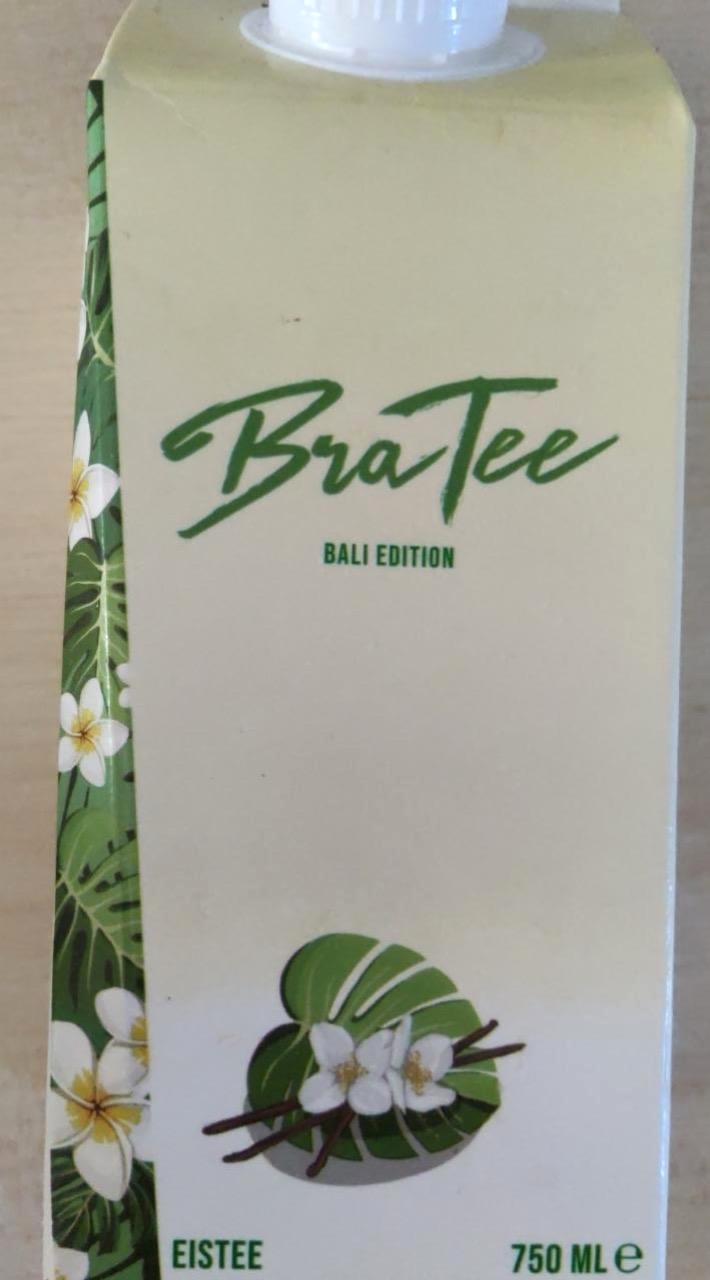 BraTee
BALI EDITION
EISTEE
750 ML ℮